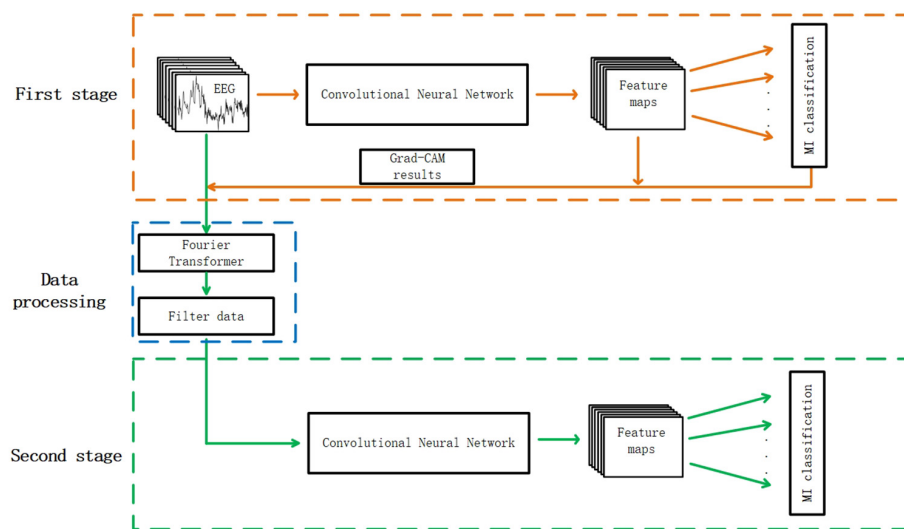 First stage
EEG
Convolutional Neural Network
Feature
maps
MI classification
Grad-CAM
results
Data
processing
Fourier
Transformer
Filter data
Second stage
Convolutional Neural Network
Feature
maps
MI classification